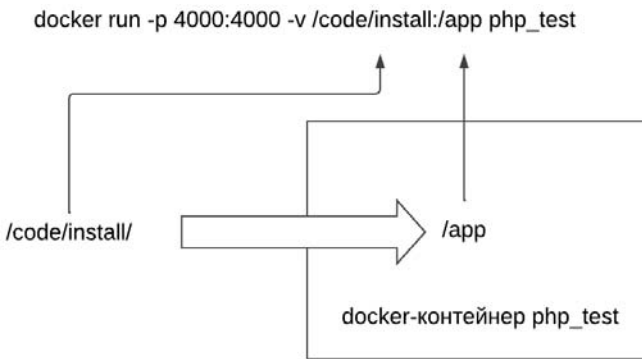 docker run -p 4000:4000 -v /code/install:/app php_test
/code/install/
/app
docker-контейнер php_test